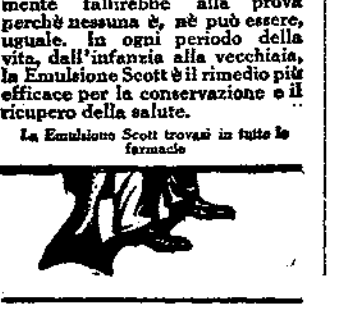 mente fallirebbe alla prova
perchè nessuna è, nè può essere,
uguale. In ogni periodo della
vita, dall'infanzia alla vecchiaia,
la Emulsione Scott è il rimedio più
efficace per la conservazione e il
ricupero della salute.
La Emulsione Scott trovasi in tutte le
farmacie